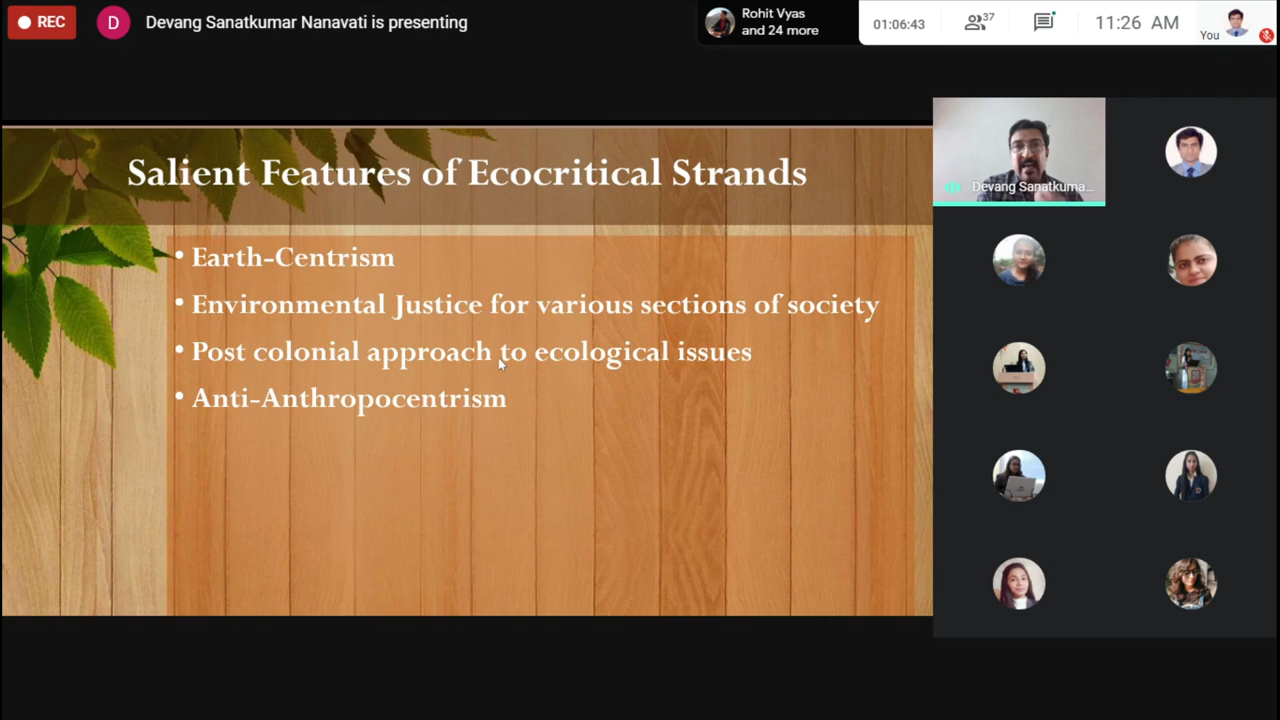 REC
D
Devang Sanatkumar Nanavati is presenting
Rohit Vyas
and 24 more
01:06:43
37
11:26 AM
You
Salient Features of Ecocritical Strands
• Earth-Centrism
• Environmental Justice for various sections of society
• Post colonial approach to ecological issues
• Anti-Anthropocentrism
Devang Sanatkuma...